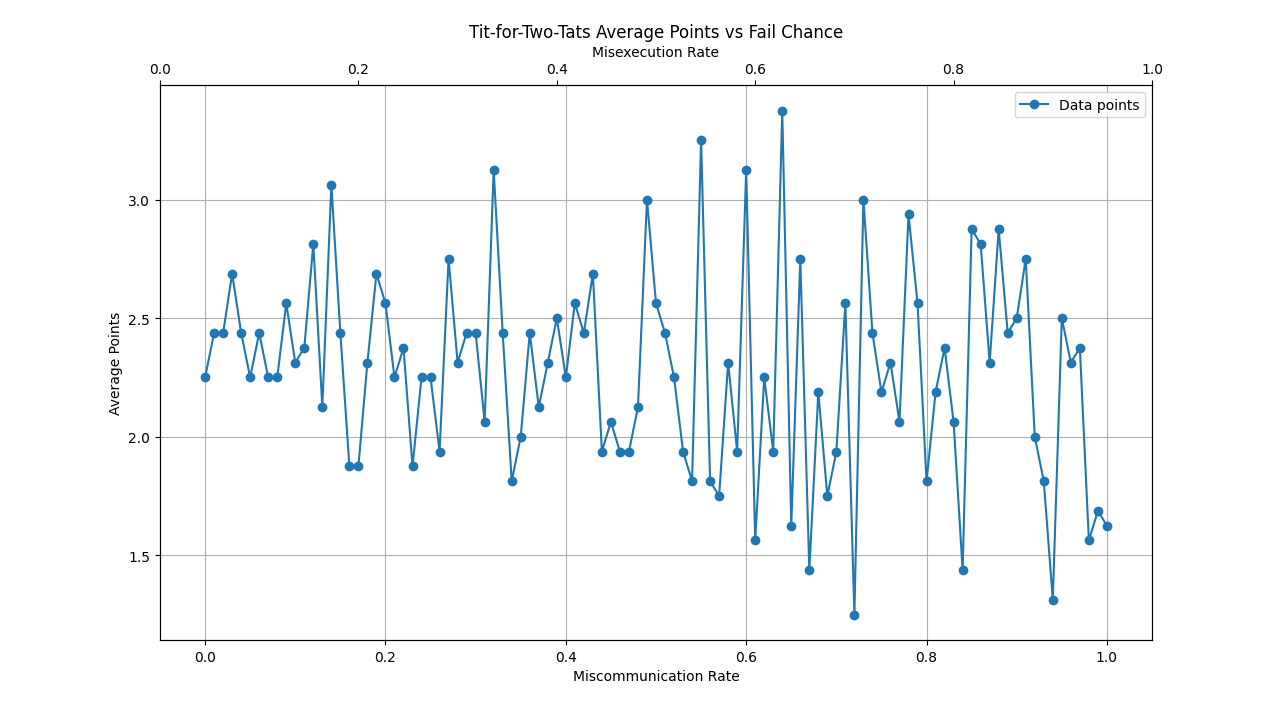 Tit-for-Two-Tats Average Points vs Fail Chance
Misexecution Rate
0.0 0.2 0.4 0.6 0.8 1.0
Data points
3.0
2.5
2.0
1.5
Average Points
0.0 0.2 0.4 0.6 0.8 1.0
Miscommunication Rate